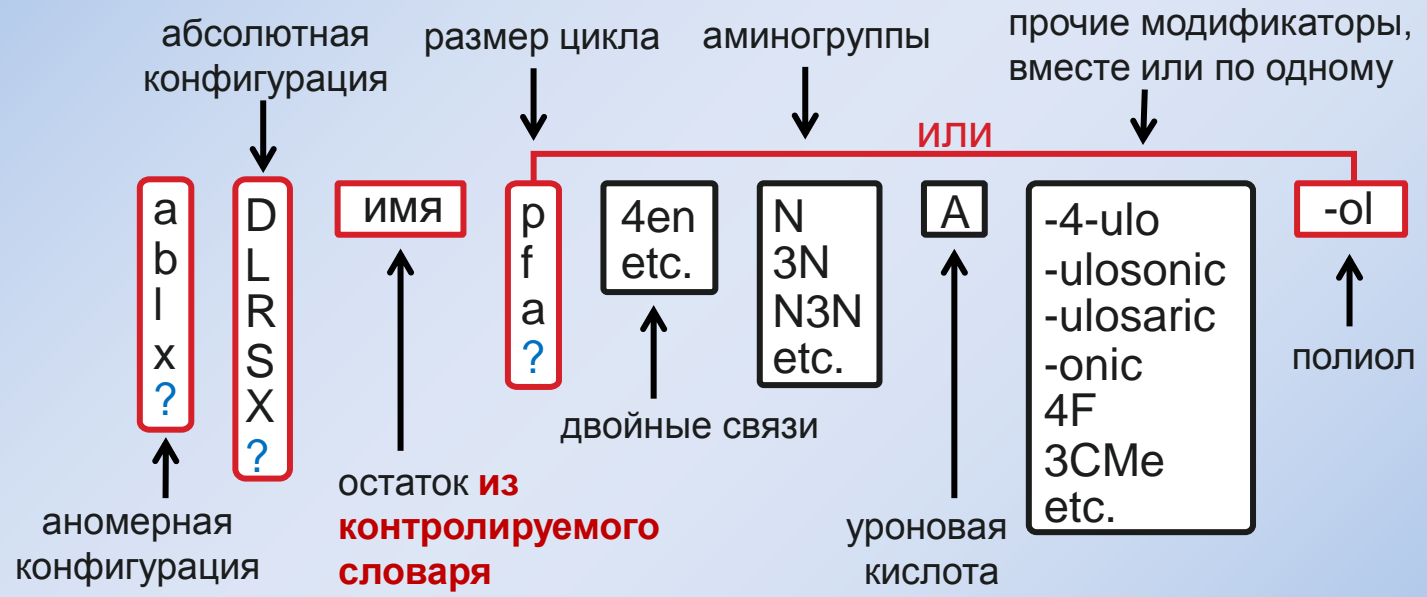 абсолютная
конфигурация
размер цикла
аминогруппы
прочие модификаторы,
вместе или по одному
или
a
b
l
x
?
D
L
R
S
X
?
имя
p
f
a
?
4en
etc.
N
3N
N3N
etc.
A
-4-ulo
-ulosonic
-ulosaric
-onic
4F
3CMe
etc.
-ol
аномерная
конфигурация
остаток из
контролируемого
словаря
двойные связи
уроновая
кислота
полиол